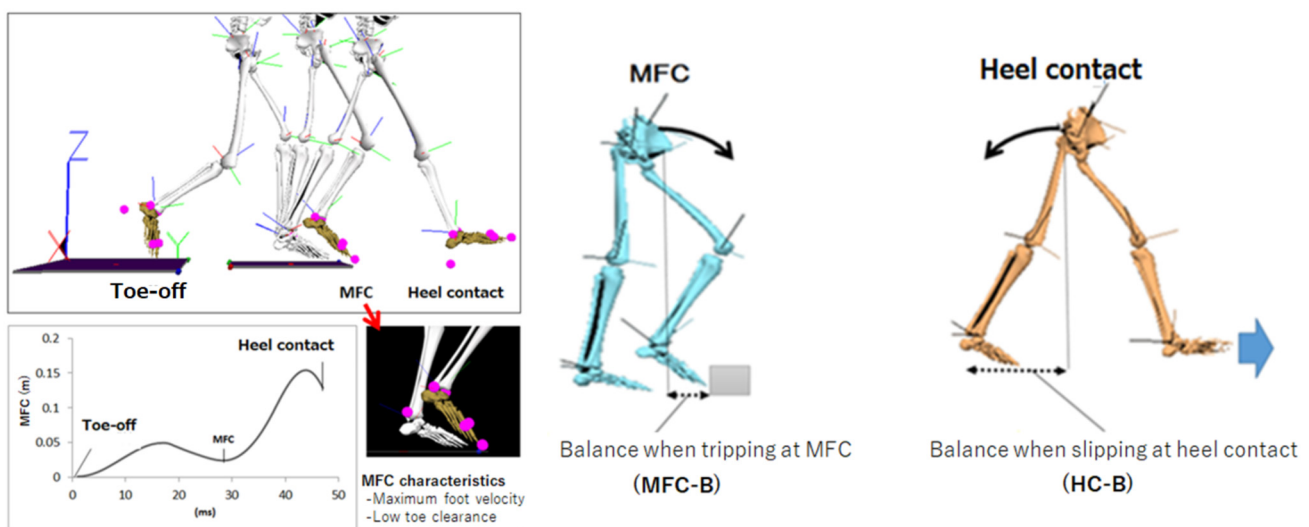 Z
X
Y
Toe-off
MFC
Heel contact
MFC (m)
0.2
0.15
0.1
0.05
0
Toe-off
MFC
Heel contact
0
10
20
30
40
50
(ms)
MFC characteristics
-Maximum foot velocity
-Low toe clearance
MFC
Balance when tripping at MFC
(MFC-B)
Heel contact
Balance when slipping at heel contact
(HC-B)